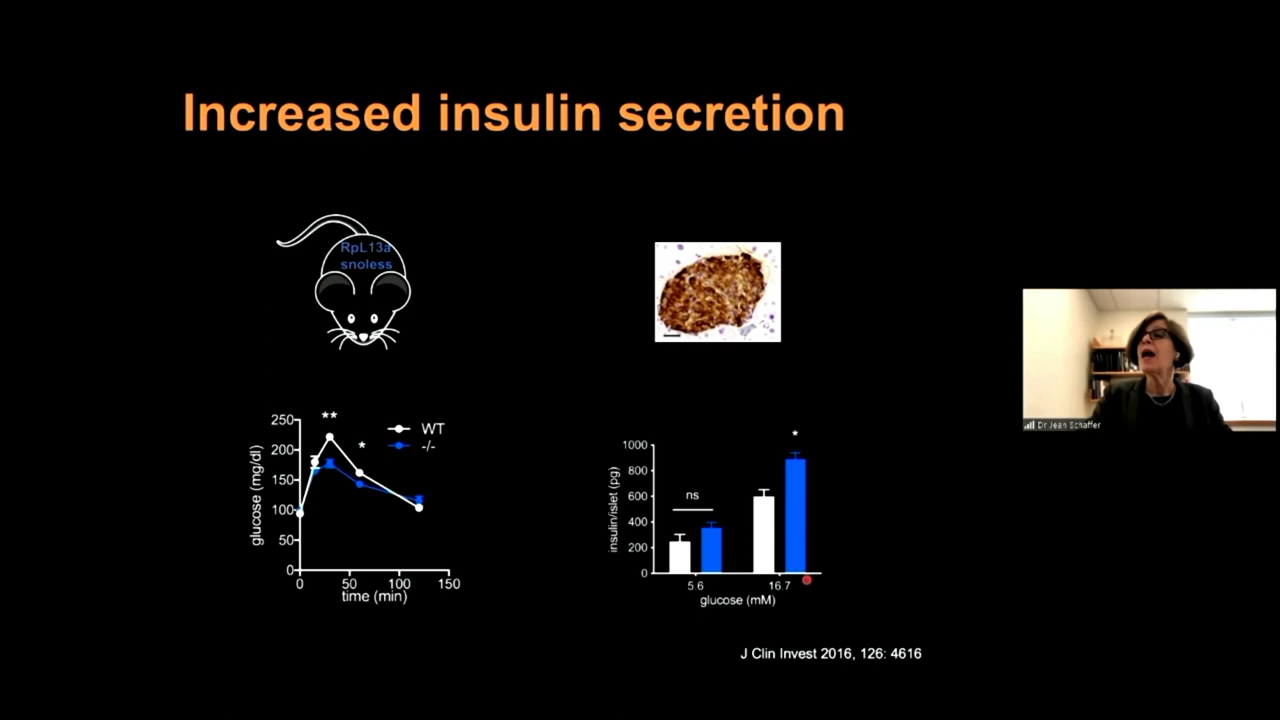 Increased insulin secretion
RpL13a
snoless
**
*
WT
-/-
250
200
150
100
50
0
glucose (mg/dl)
0 50 100 150
time (min)
*
ns
1000
800
600
400
200
0
insulin/islet (pg)
5.6 16.7
glucose (mM)
J Clin Invest 2016, 126: 4616
Dr Jean Schaffer